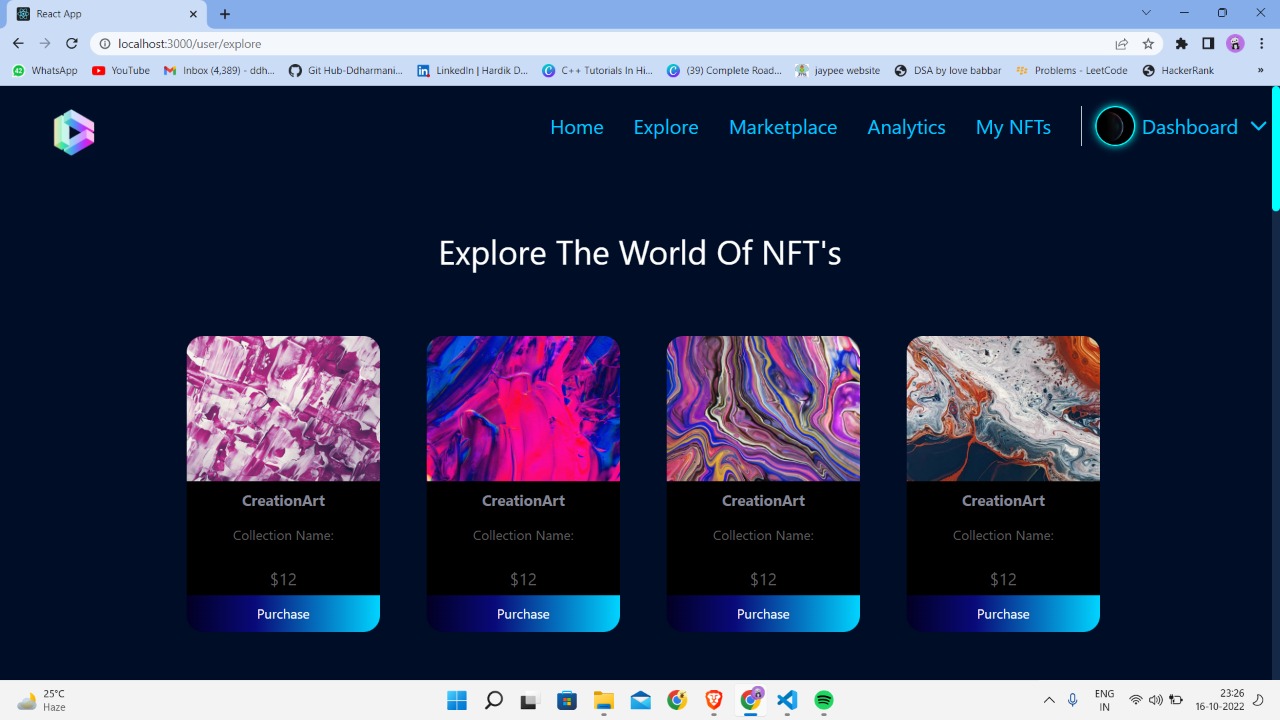 React App
localhost:3000/user/explore
WhatsApp YouTube Inbox (4,389) - ddh... Git Hub-Ddharmani... LinkedIn | Hardik D... C++ Tutorials In Hi... (39) Complete Road... jaypee website DSA by love babbar Problems - LeetCode HackerRank »
Home Explore Marketplace Analytics My NFTs Dashboard
Explore The World Of NFT's
CreationArt CreationArt CreationArt CreationArt
Collection Name: Collection Name: Collection Name: Collection Name:
$12 $12 $12 $12
Purchase Purchase Purchase Purchase
25°C
Haze
ENG
IN
23:26
16-10-2022